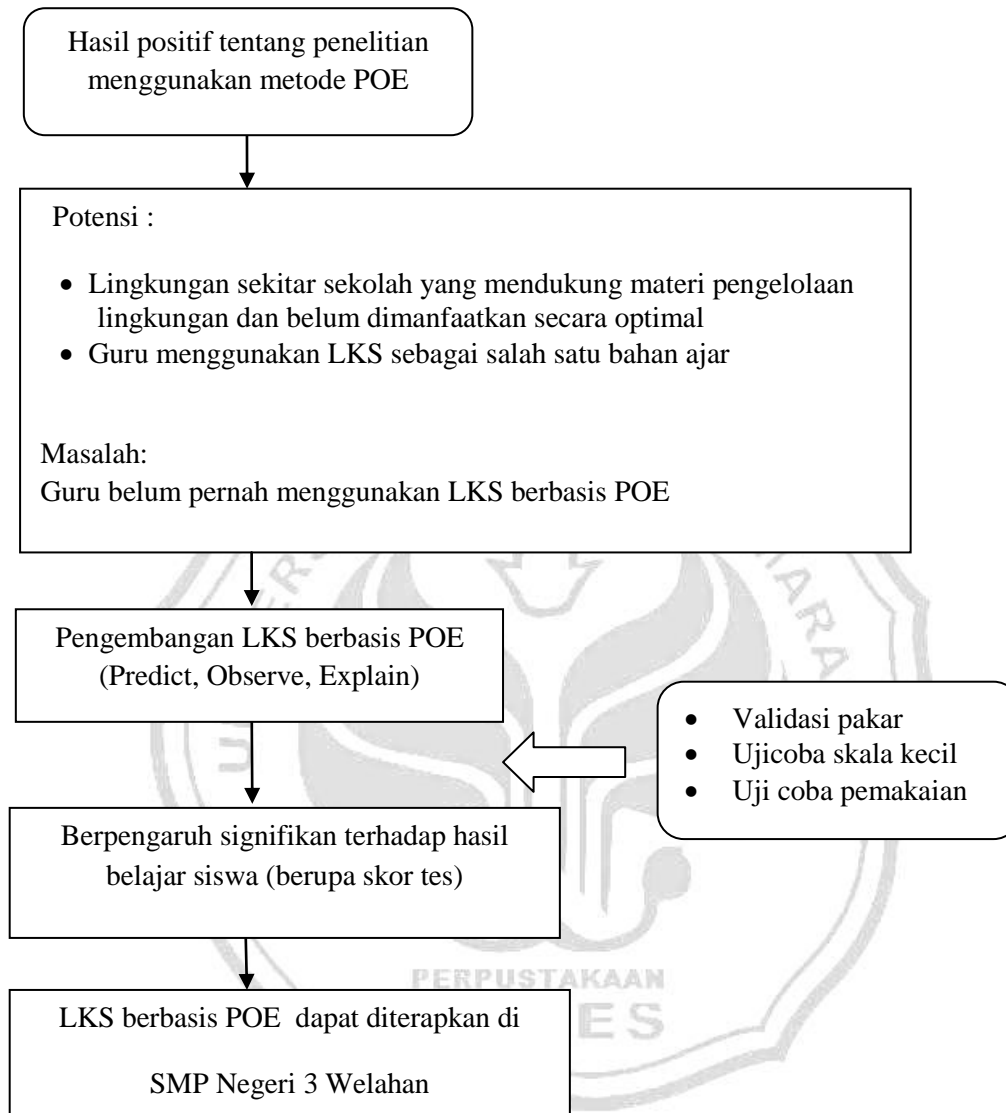 Hasil positif tentang penelitian
menggunakan metode POE
Potensi :
• Lingkungan sekitar sekolah yang mendukung materi pengelolaan
lingkungan dan belum dimanfaatkan secara optimal
• Guru menggunakan LKS sebagai salah satu bahan ajar
Masalah:
Guru belum pernah menggunakan LKS berbasis POE
Pengembangan LKS berbasis POE
(Predict, Observe, Explain)
• Validasi pakar
• Ujicoba skala kecil
• Uji coba pemakaian
Berpengaruh signifikan terhadap hasil
belajar siswa (berupa skor tes)
PERPUSTAKAAN
LKS berbasis POE dapat diterapkan di
SMP Negeri 3 Welahan